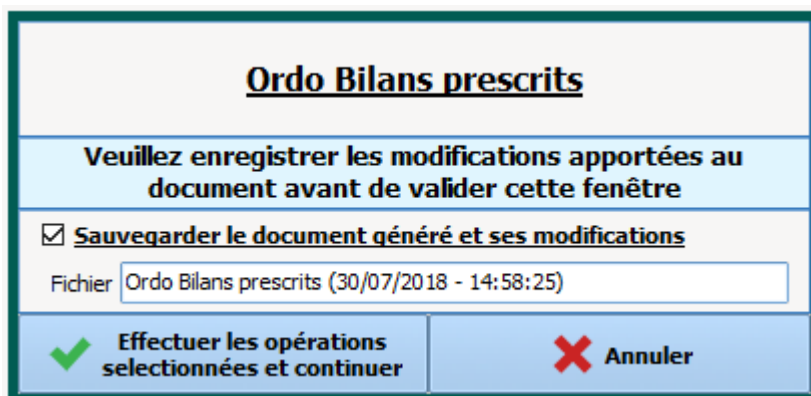 Ordo Bilans prescrits
Veuillez enregistrer les modifications apportées au
document avant de valider cette fenêtre
Sauvegarder le document généré et ses modifications
Fichier Ordo Bilans prescrits (30/07/2018 - 14:58:25)
Effectuer les opérations
selectionnées et continuer
Annuler